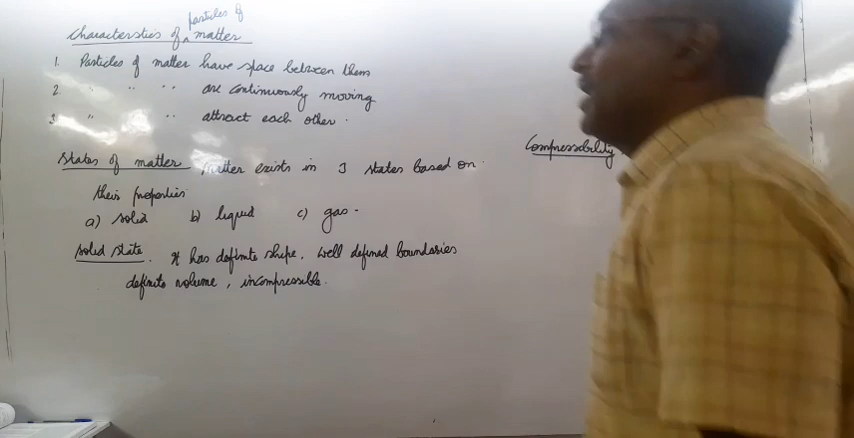 particles of
Characterstics of ^ matter
1. Particles of matter have space between them
2 " " " are continuously moving
3 " " attract each other.
States of matter Matter exists in 3 states based on
their properties
a) solid b) liquid c) gas.
Solid state. It has definite shape. Well defined boundaries
definite volume, incompressible.
Compressibility